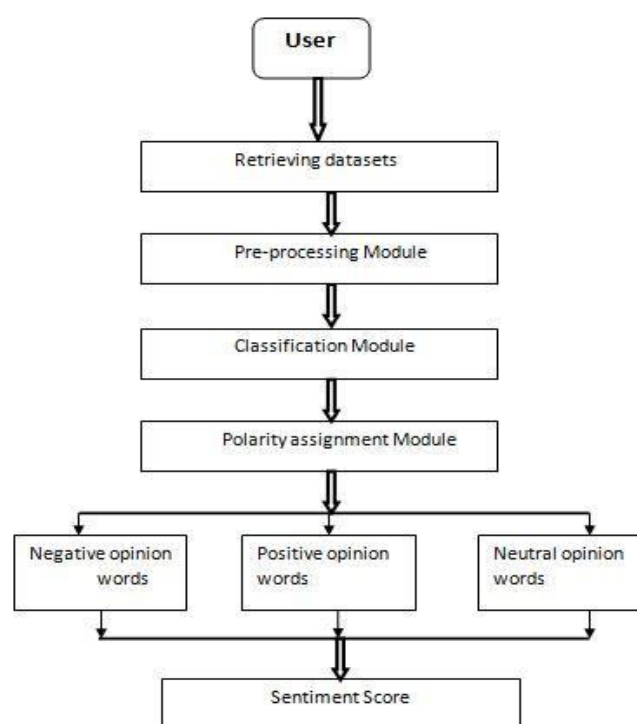 User
Retrieving datasets
Pre-processing Module
Classification Module
Polarity assignment Module
Negative opinion
words
Positive opinion
words
Neutral opinion
words
Sentiment Score